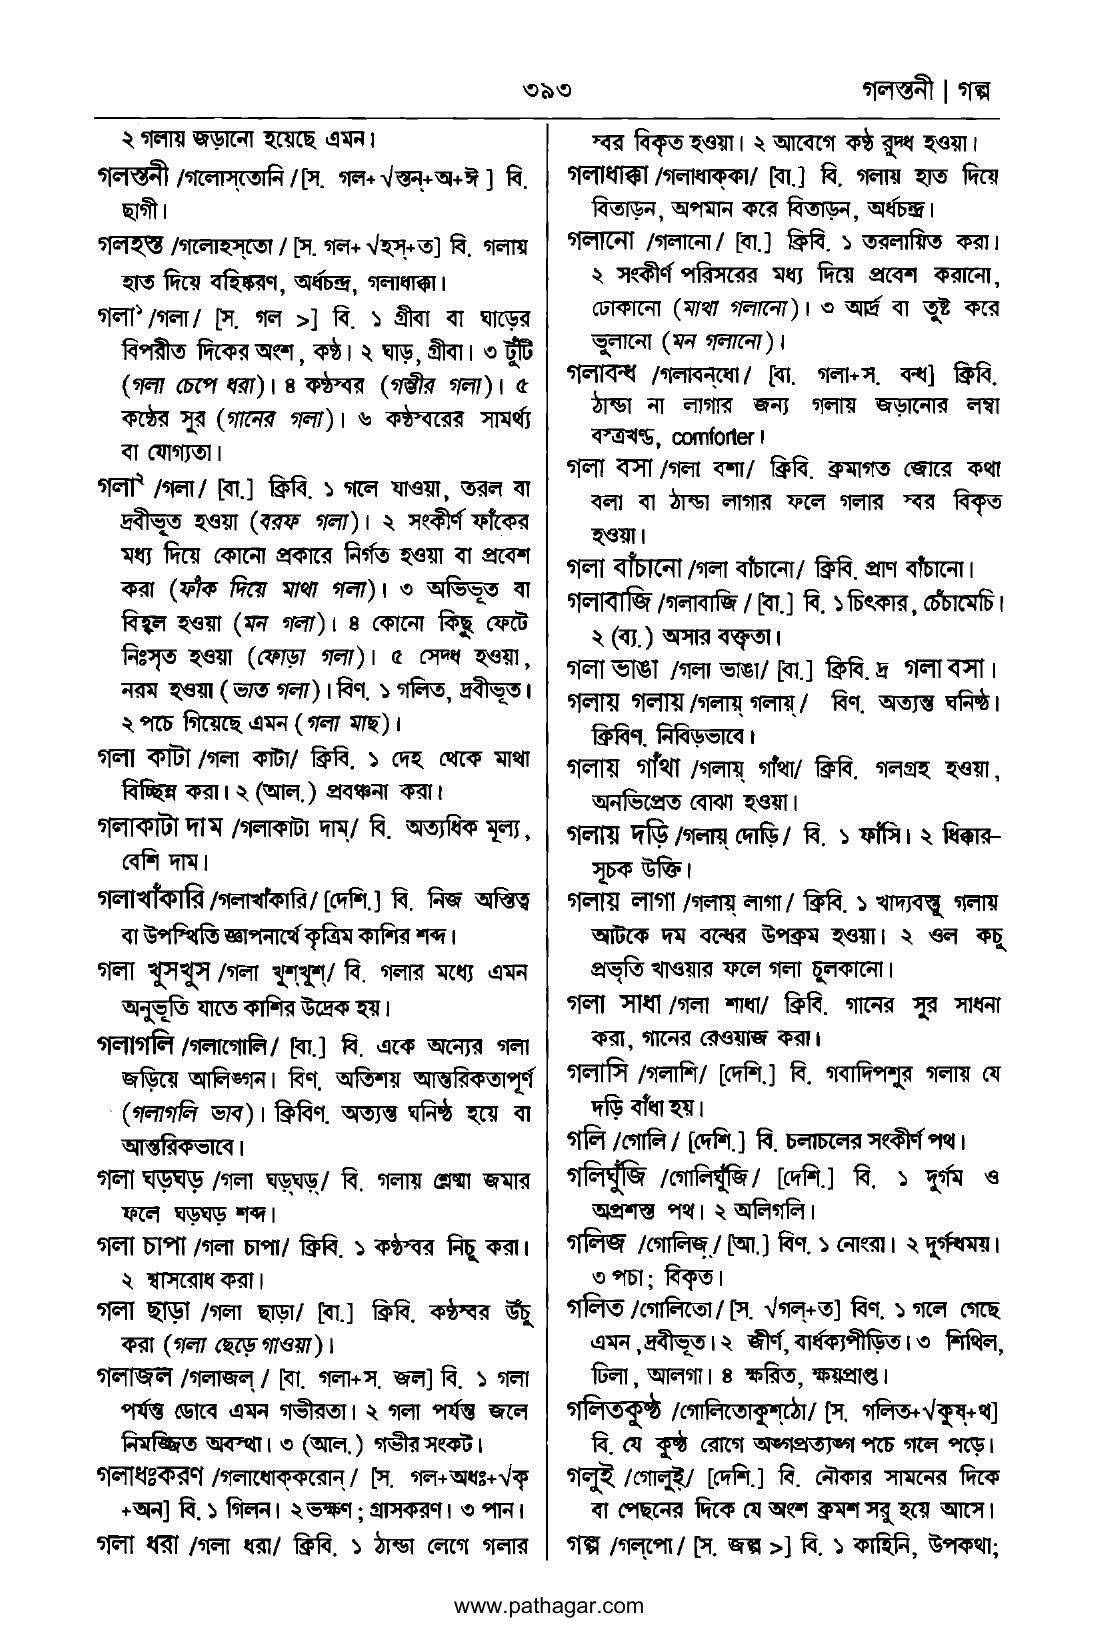 ৩৯৩
গলস্তনী | গল্প
২ গলায় জড়ানো হয়েছে এমন।
গলস্তনী /গলোস্‌তোনি /[স. গল+ √স্তন্‌+অ+ঈ ] বি.
ছাগী।
গলহস্ত /গলোহস্‌তো / [স. গল+ √হস্‌+ত] বি. গলায়
হাত দিয়ে বহিষ্করণ, অর্ধচন্দ্র, গলাধাক্কা।
গলা১ /গলা/ [স. গল >] বি. ১ গ্রীবা বা ঘাড়ের
বিপরীত দিকের অংশ, কণ্ঠ। ২ ঘাড়, গ্রীবা। ৩ টুঁটি
(গলা চেপে ধরা)। ৪ কণ্ঠস্বর (গম্ভীর গলা)। ৫
কণ্ঠের সুর (গানের গলা)। ৬ কণ্ঠস্বরের সামর্থ্য
বা যোগ্যতা।
গলা২ /গলা/ [বা.] ক্রিবি. ১ গলে যাওয়া, তরল বা
দ্রবীভূত হওয়া (বরফ গলা)। ২ সংকীর্ণ ফাঁকের
মধ্য দিয়ে কোনো প্রকারে নির্গত হওয়া বা প্রবেশ
করা (ফাঁক দিয়ে মাথা গলা)। ৩ অভিভূত বা
বিহ্বল হওয়া (মন গলা)। ৪ কোনো কিছু ফেটে
নিঃসৃত হওয়া (ফোড়া গলা)। ৫ সেদ্ধ হওয়া,
নরম হওয়া (ভাত গলা)। বিণ. ১ গলিত, দ্রবীভূত।
২ পচে গিয়েছে এমন (গলা মাছ)।
গলা কাটা /গলা কাটা/ ক্রিবি. ১ দেহ থেকে মাথা
বিচ্ছিন্ন করা। ২ (আল.) প্রবঞ্চনা করা।
গলাকাটা দাম /গলাকাটা দাম্‌/ বি. অত্যধিক মূল্য,
বেশি দাম।
গলাখাঁকারি /গলাখাঁকারি/ [দেশি.] বি. নিজ অস্তিত্ব
বা উপস্থিতি জ্ঞাপনার্থে কৃত্রিম কাশির শব্দ।
গলা খুসখুস /গলা খুশ্‌খুশ্‌/ বি. গলার মধ্যে এমন
অনুভূতি যাতে কাশির উদ্রেক হয়।
গলাগলি /গলাগোলি/ [বা.] বি. একে অন্যের গলা
জড়িয়ে আলিঙ্গন। বিণ. অতিশয় আন্তরিকতাপূর্ণ
(গলাগলি ভাব)। ক্রিবিণ. অত্যন্ত ঘনিষ্ঠ হয়ে বা
আন্তরিকভাবে।
গলা ঘড়ঘড় /গলা ঘড়্‌ঘড়্‌/ বি. গলায় শ্লেষ্মা জমার
ফলে ঘড়ঘড় শব্দ।
গলা চাপা /গলা চাপা/ ক্রিবি. ১ কণ্ঠস্বর নিচু করা।
২ শ্বাসরোধ করা।
গলা ছাড়া /গলা ছাড়া/ [বা.] ক্রিবি. কণ্ঠস্বর উঁচু
করা (গলা ছেড়ে গাওয়া)।
গলাজল /গলাজল্‌ / [বা. গলা+স. জল] বি. ১ গলা
পর্যন্ত ডোবে এমন গভীরতা। ২ গলা পর্যন্ত জলে
নিমজ্জিত অবস্থা। ৩ (আল.) গভীর সংকট।
গলাধঃকরণ /গলাধোক্‌করোন্‌/ [স. গল+অধঃ+√কৃ
+অন] বি. ১ গিলন। ২ ভক্ষণ; গ্রাসকরণ। ৩ পান।
গলা ধরা /গলা ধরা/ ক্রিবি. ১ ঠান্ডা লেগে গলার
স্বর বিকৃত হওয়া। ২ আবেগে কণ্ঠ রুদ্ধ হওয়া।
গলাধাক্কা /গলাধাক্‌কা/ [বা.] বি. গলায় হাত দিয়ে
বিতাড়ন, অপমান করে বিতাড়ন, অর্ধচন্দ্র।
গলানো /গলানো/ [বা.] ক্রিবি. ১ তরলায়িত করা।
২ সংকীর্ণ পরিসরের মধ্য দিয়ে প্রবেশ করানো,
ঢোকানো (মাথা গলানো)। ৩ আর্দ্র বা তুষ্ট করে
ভুলানো (মন গলানো)।
গলাবন্ধ /গলাবন্‌ধো/ [বা. গলা+স. বন্ধ] ক্রিবি.
ঠান্ডা না লাগার জন্য গলায় জড়ানোর লম্বা
বস্ত্রখণ্ড, comforter।
গলা বসা /গলা বশা/ ক্রিবি. ক্রমাগত জোরে কথা
বলা বা ঠান্ডা লাগার ফলে গলার স্বর বিকৃত
হওয়া।
গলা বাঁচানো /গলা বাঁচানো/ ক্রিবি. প্রাণ বাঁচানো।
গলাবাজি /গলাবাজি / [বা.] বি. ১ চিৎকার, চেঁচামেচি।
২ (ব্য.) অসার বক্তৃতা।
গলা ভাঙা /গলা ভাঙা/ [বা.] ক্রিবি. দ্র গলা বসা।
গলায় গলায় /গলায়্‌ গলায়্‌/ বিণ. অত্যন্ত ঘনিষ্ঠ।
ক্রিবিণ. নিবিড়ভাবে।
গলায় গাঁথা /গলায়্‌ গাঁথা/ ক্রিবি. গলগ্রহ হওয়া,
অনভিপ্রেত বোঝা হওয়া।
গলায় দড়ি /গলায়্‌ দোড়ি/ বি. ১ ফাঁসি। ২ ধিক্কার-
সূচক উক্তি।
গলায় লাগা /গলায়্‌ লাগা/ ক্রিবি. ১ খাদ্যবস্তু গলায়
আটকে দম বন্ধের উপক্রম হওয়া। ২ ওল কচু
প্রভৃতি খাওয়ার ফলে গলা চুলকানো।
গলা সাধা /গলা শাধা/ ক্রিবি. গানের সুর সাধনা
করা, গানের রেওয়াজ করা।
গলাসি /গলাশি/ [দেশি.] বি. গবাদিপশুর গলায় যে
দড়ি বাঁধা হয়।
গলি /গোলি / [দেশি.] বি. চলাচলের সংকীর্ণ পথ।
গলিঘুঁজি /গোলিঘুঁজি/ [দেশি.] বি. ১ দুর্গম ও
অপ্রশস্ত পথ। ২ অলিগলি।
গলিজ /গোলিজ্‌/ [আ.] বিণ. ১ নোংরা। ২ দুর্গন্ধময়।
৩ পচা; বিকৃত।
গলিত /গোলিতো/ [স. √গল্‌+ত] বিণ. ১ গলে গেছে
এমন ,দ্রবীভূত। ২ জীর্ণ, বার্ধক্যপীড়িত। ৩ শিথিল,
ঢিলা, আলগা। ৪ ক্ষরিত, ক্ষয়প্রাপ্ত।
গলিতকুষ্ঠ /গোলিতোকুশ্‌ঠো/ [স. গলিত+√কুষ্‌+থ]
বি. যে কুষ্ঠ রোগে অঙ্গপ্রত্যঙ্গ পচে গলে পড়ে।
গলুই /গোলুই/ [দেশি.] বি. নৌকার সামনের দিকে
বা পেছনের দিকে যে অংশ ক্রমশ সরু হয়ে আসে।
গল্প /গল্‌পো/ [স. জল্প >] বি. ১ কাহিনি, উপকথা;
www.pathagar.com